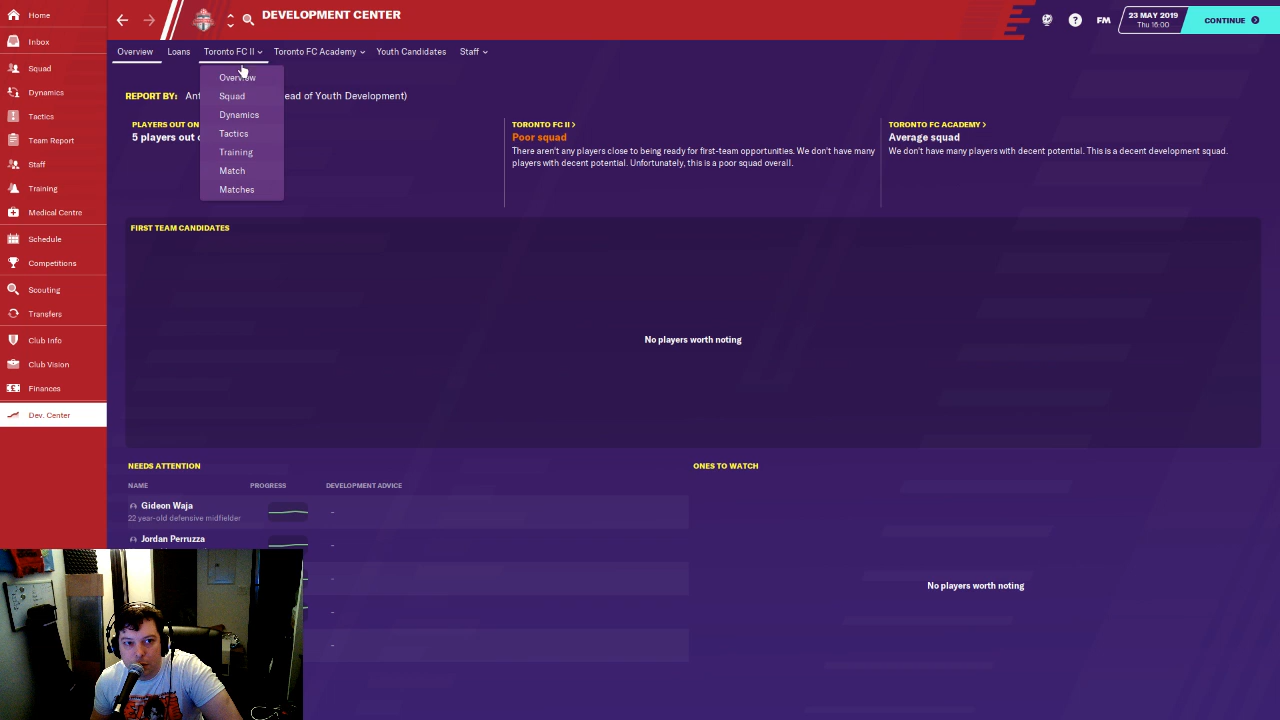 DEVELOPMENT CENTER
FM
23 MAY 2019
Thu 16:00
CONTINUE
Home
Inbox
Squad
Dynamics
Tactics
Team Report
Staff
Training
Medical Centre
Schedule
Competitions
Scouting
Transfers
Club Info
Club Vision
Finances
Dev. Center
Overview
Loans
Toronto FC II
Toronto FC Academy
Youth Candidates
Staff
Overview
Squad
Dynamics
Tactics
Training
Match
Matches
REPORT BY: Ant ead of Youth Development)
PLAYERS OUT ON
5 players out
TORONTO FC II >
Poor squad
There aren't any players close to being ready for first-team opportunities. We don't have many
players with decent potential. Unfortunately, this is a poor squad overall.
TORONTO FC ACADEMY >
Average squad
We don't have many players with decent potential. This is a decent development squad.
FIRST TEAM CANDIDATES
No players worth noting
NEEDS ATTENTION
NAME
PROGRESS
DEVELOPMENT ADVICE
Gideon Waja
22 year-old defensive midfielder
-
Jordan Perruzza
-
-
-
-
ONES TO WATCH
No players worth noting